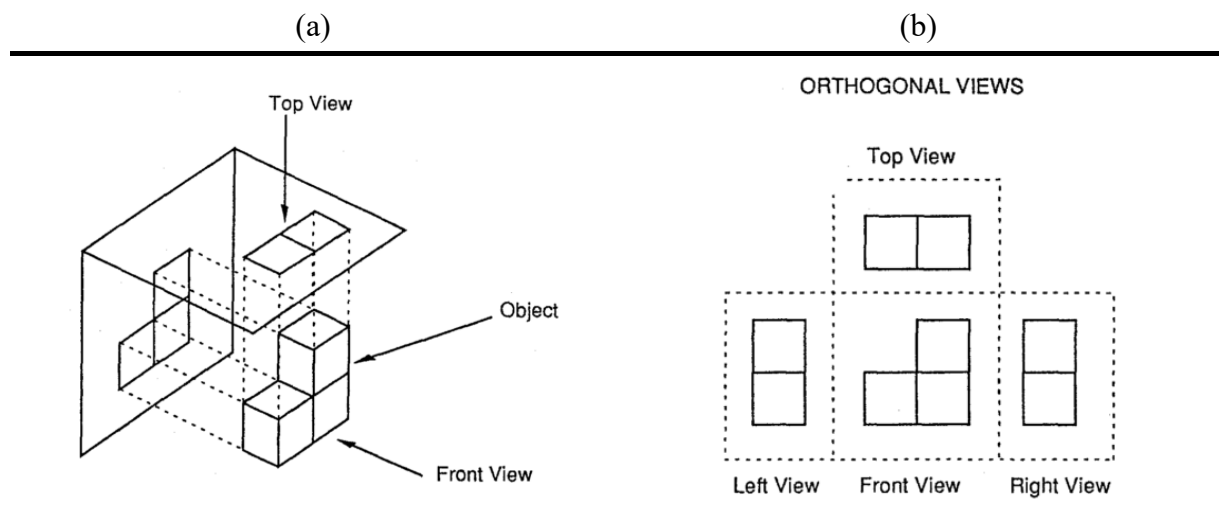 (a)
(b)
Top View
Object
Front View
ORTHOGONAL VIEWS
Top View
Left View
Front View
Right View